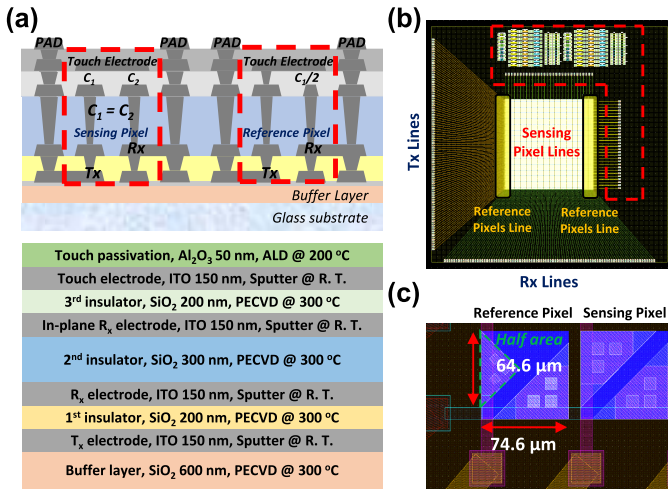 (a)
PAD PAD PAD PAD PAD
Touch Electrode Touch Electrode
C1 C2 C1/2
C1 = C2
Sensing Pixel Reference Pixel
Rx Rx
Tx Tx
Buffer Layer
Glass substrate
Touch passivation, Al2O3 50 nm, ALD @ 200 ºC
Touch electrode, ITO 150 nm, Sputter @ R. T.
3rd insulator, SiO2 200 nm, PECVD @ 300 ºC
In-plane Rx electrode, ITO 150 nm, Sputter @ R. T.
2nd insulator, SiO2 300 nm, PECVD @ 300 ºC
Rx electrode, ITO 150 nm, Sputter @ R. T.
1st insulator, SiO2 200 nm, PECVD @ 300 ºC
Tx electrode, ITO 150 nm, Sputter @ R. T.
Buffer layer, SiO2 600 nm, PECVD @ 300 ºC
(b)
Tx Lines
Sensing
Pixel Lines
Reference Reference
Pixels Line Pixels Line
Rx Lines
(c)
Reference Pixel Sensing Pixel
Half area
64.6 µm
74.6 µm